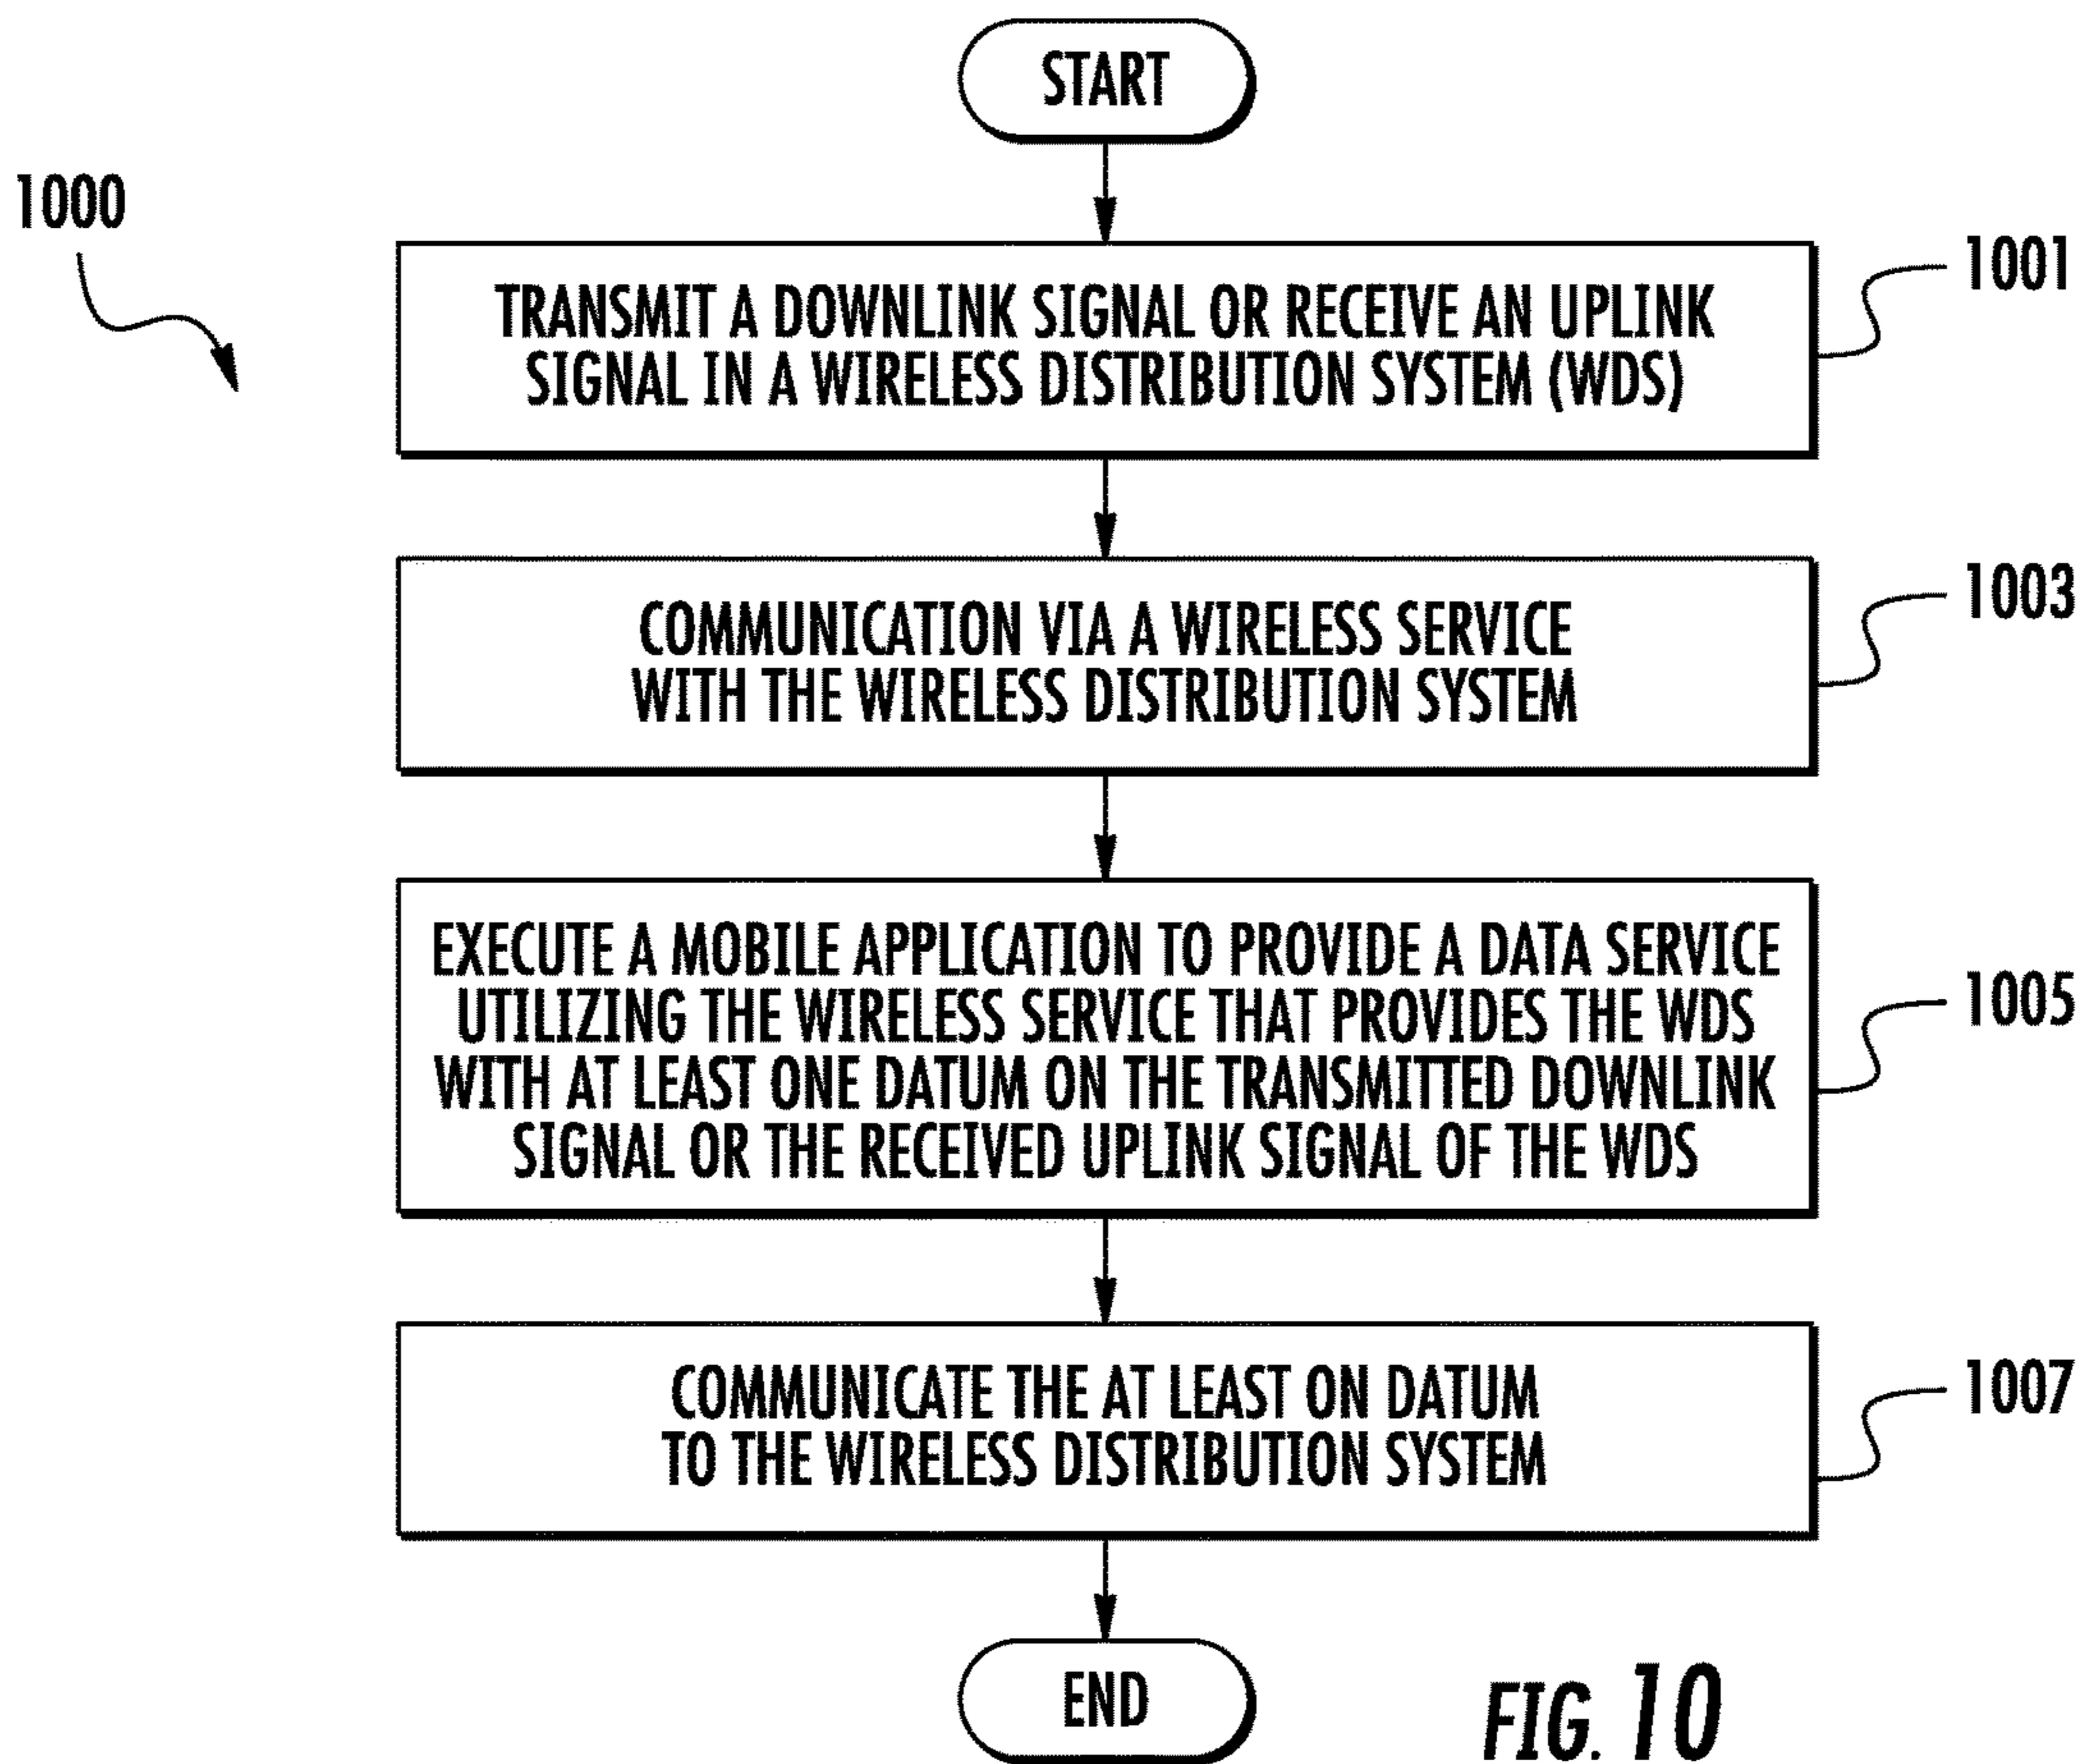 START
1000
TRANSMIT A DOWNLINK SIGNAL OR RECEIVE AN UPLINK
SIGNAL IN A WIRELESS DISTRIBUTION SYSTEM (WDS)
1001
COMMUNICATION VIA A WIRELESS SERVICE
WITH THE WIRELESS DISTRIBUTION SYSTEM
1003
EXECUTE A MOBILE APPLICATION TO PROVIDE A DATA SERVICE
UTILIZING THE WIRELESS SERVICE THAT PROVIDES THE WDS
WITH AT LEAST ONE DATUM ON THE TRANSMITTED DOWNLINK
SIGNAL OR THE RECEIVED UPLINK SIGNAL OF THE WDS
1005
COMMUNICATE THE AT LEAST ON DATUM
TO THE WIRELESS DISTRIBUTION SYSTEM
1007
END
FIG. 10